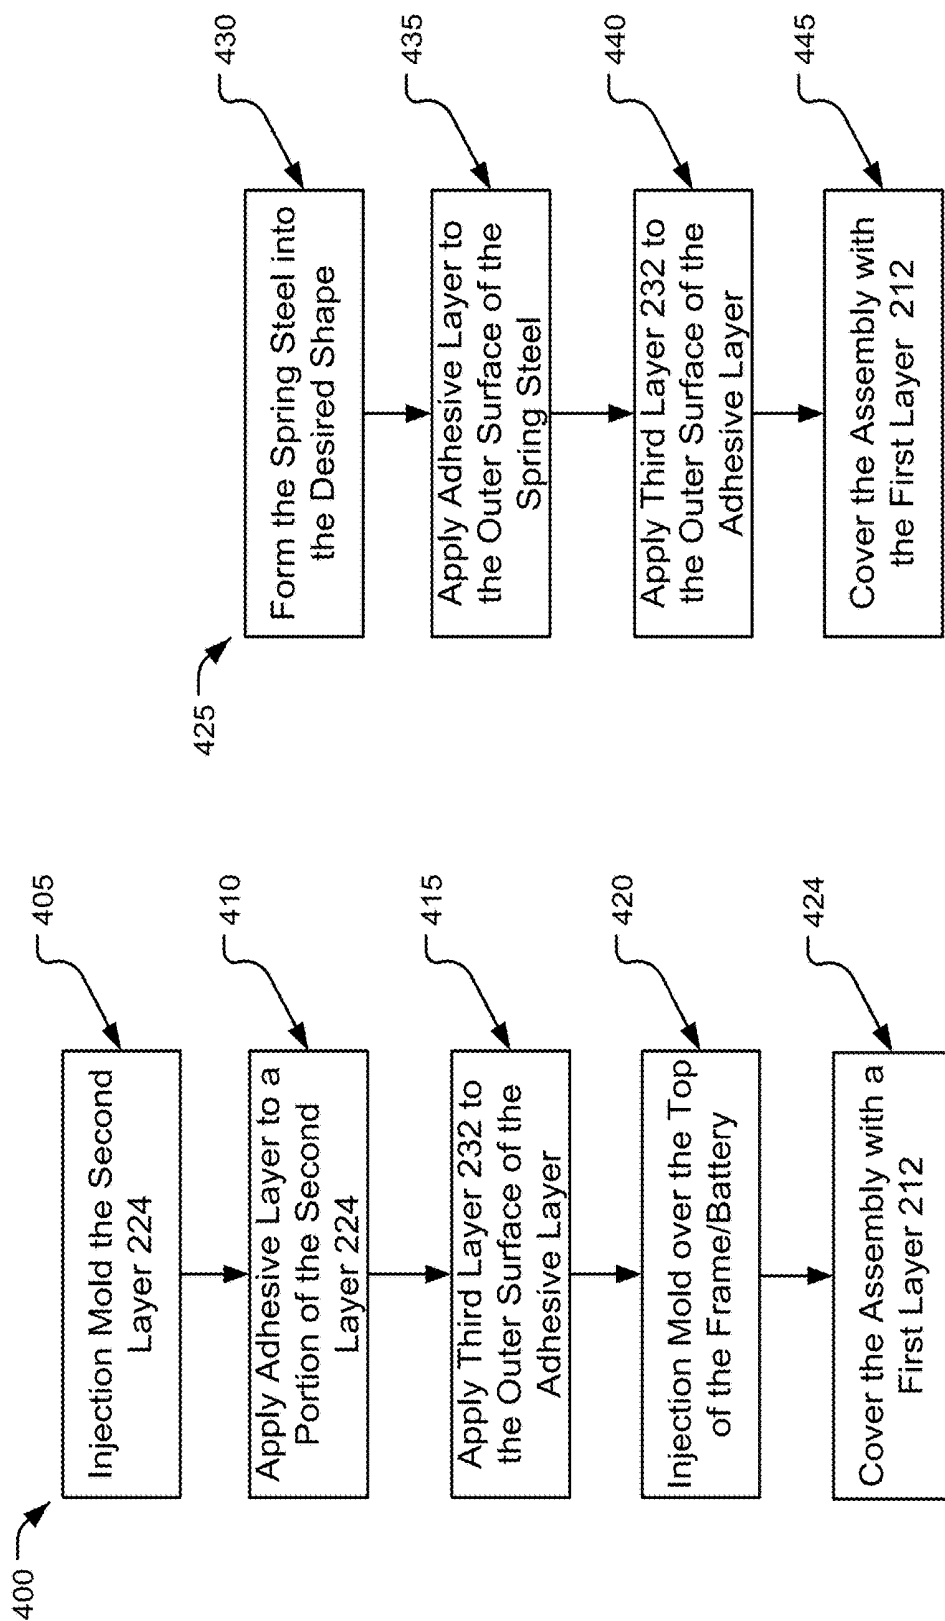 400
405
Injection Mold the Second
Layer 224
410
Apply Adhesive Layer to a
Portion of the Second
Layer 224
415
Apply Third Layer 232 to
the Outer Surface of the
Adhesive Layer
420
Injection Mold over the Top
of the Frame/Battery
424
Cover the Assembly with a
First Layer 212
425
430
Form the Spring Steel into
the Desired Shape
435
Apply Adhesive Layer to
the Outer Surface of the
Spring Steel
440
Apply Third Layer 232 to
the Outer Surface of the
Adhesive Layer
445
Cover the Assembly with
the First Layer 212